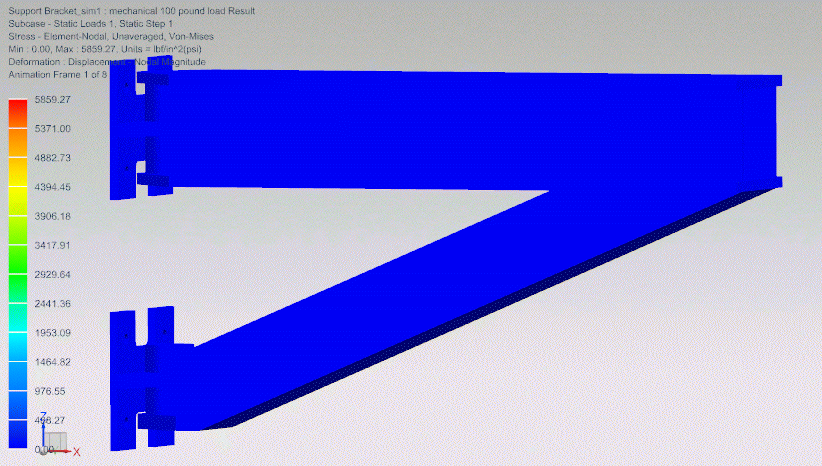 Support Bracket_sim1 : mechanical 100 pound load Result
Subcase - Static Loads 1, Static Step 1
Stress - Element-Nodal, Unaveraged, Von-Mises
Min : 0.00, Max : 5859.27, Units = lbf/in^2(psi)
Deformation : Displacement - Nodal Magnitude
Animation Frame 1 of 8
5859.27
5371.00
4882.73
4394.45
3906.18
3417.91
2929.64
2441.36
1953.09
1464.82
976.55
488.27
Z
0.00
X